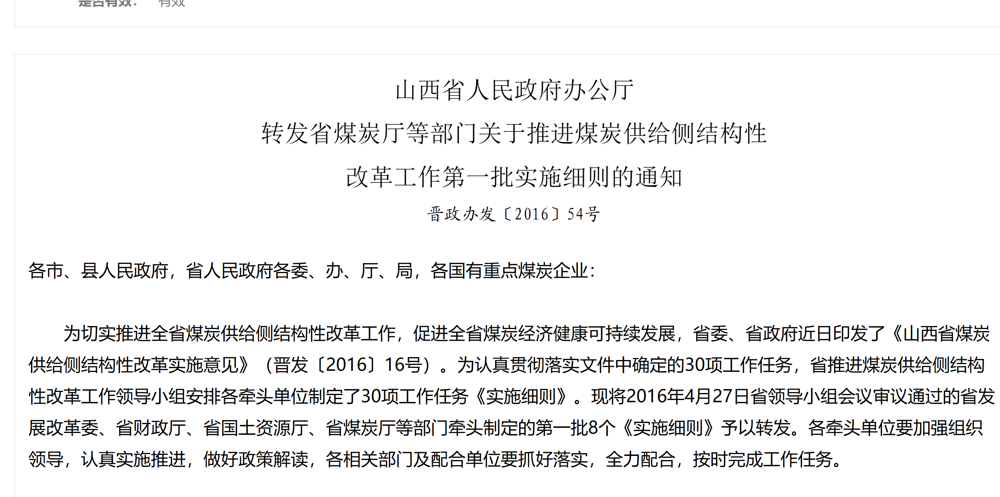 是否有效： 有效
山西省人民政府办公厅
转发省煤炭厅等部门关于推进煤炭供给侧结构性
改革工作第一批实施细则的通知
晋政办发〔2016〕54号
各市、县人民政府，省人民政府各委、办、厅、局，各国有重点煤炭企业：
为切实推进全省煤炭供给侧结构性改革工作，促进全省煤炭经济健康可持续发展，省委、省政府近日印发了《山西省煤炭
供给侧结构性改革实施意见》（晋发〔2016〕16号）。为认真贯彻落实文件中确定的30项工作任务，省推进煤炭供给侧结构
性改革工作领导小组安排各牵头单位制定了30项工作任务《实施细则》。现将2016年4月27日省领导小组会议审议通过的省发
展改革委、省财政厅、省国土资源厅、省煤炭厅等部门牵头制定的第一批8个《实施细则》予以转发。各牵头单位要加强组织
领导，认真实施推进，做好政策解读，各相关部门及配合单位要抓好落实，全力配合，按时完成工作任务。